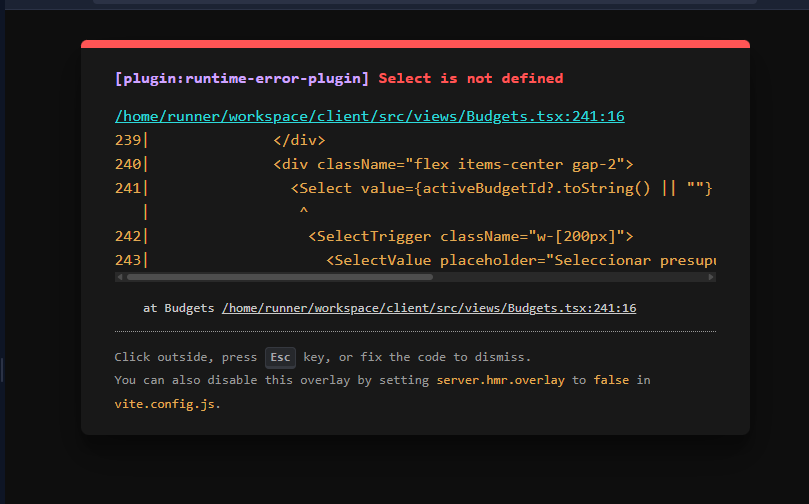 [plugin:runtime-error-plugin] Select is not defined
/home/runner/workspace/client/src/views/Budgets.tsx:241:16
239|              </div>
240|              <div className="flex items-center gap-2">
241|                <Select value={activeBudgetId?.toString() || ""}
   |                 ^
242|                  <SelectTrigger className="w-[200px]">
243|                    <SelectValue placeholder="Seleccionar
at Budgets /home/runner/workspace/client/src/views/Budgets.tsx:241:16
Click outside, press Esc key, or fix the code to dismiss.
You can also disable this overlay by setting server.hmr.overlay to false in
vite.config.js.